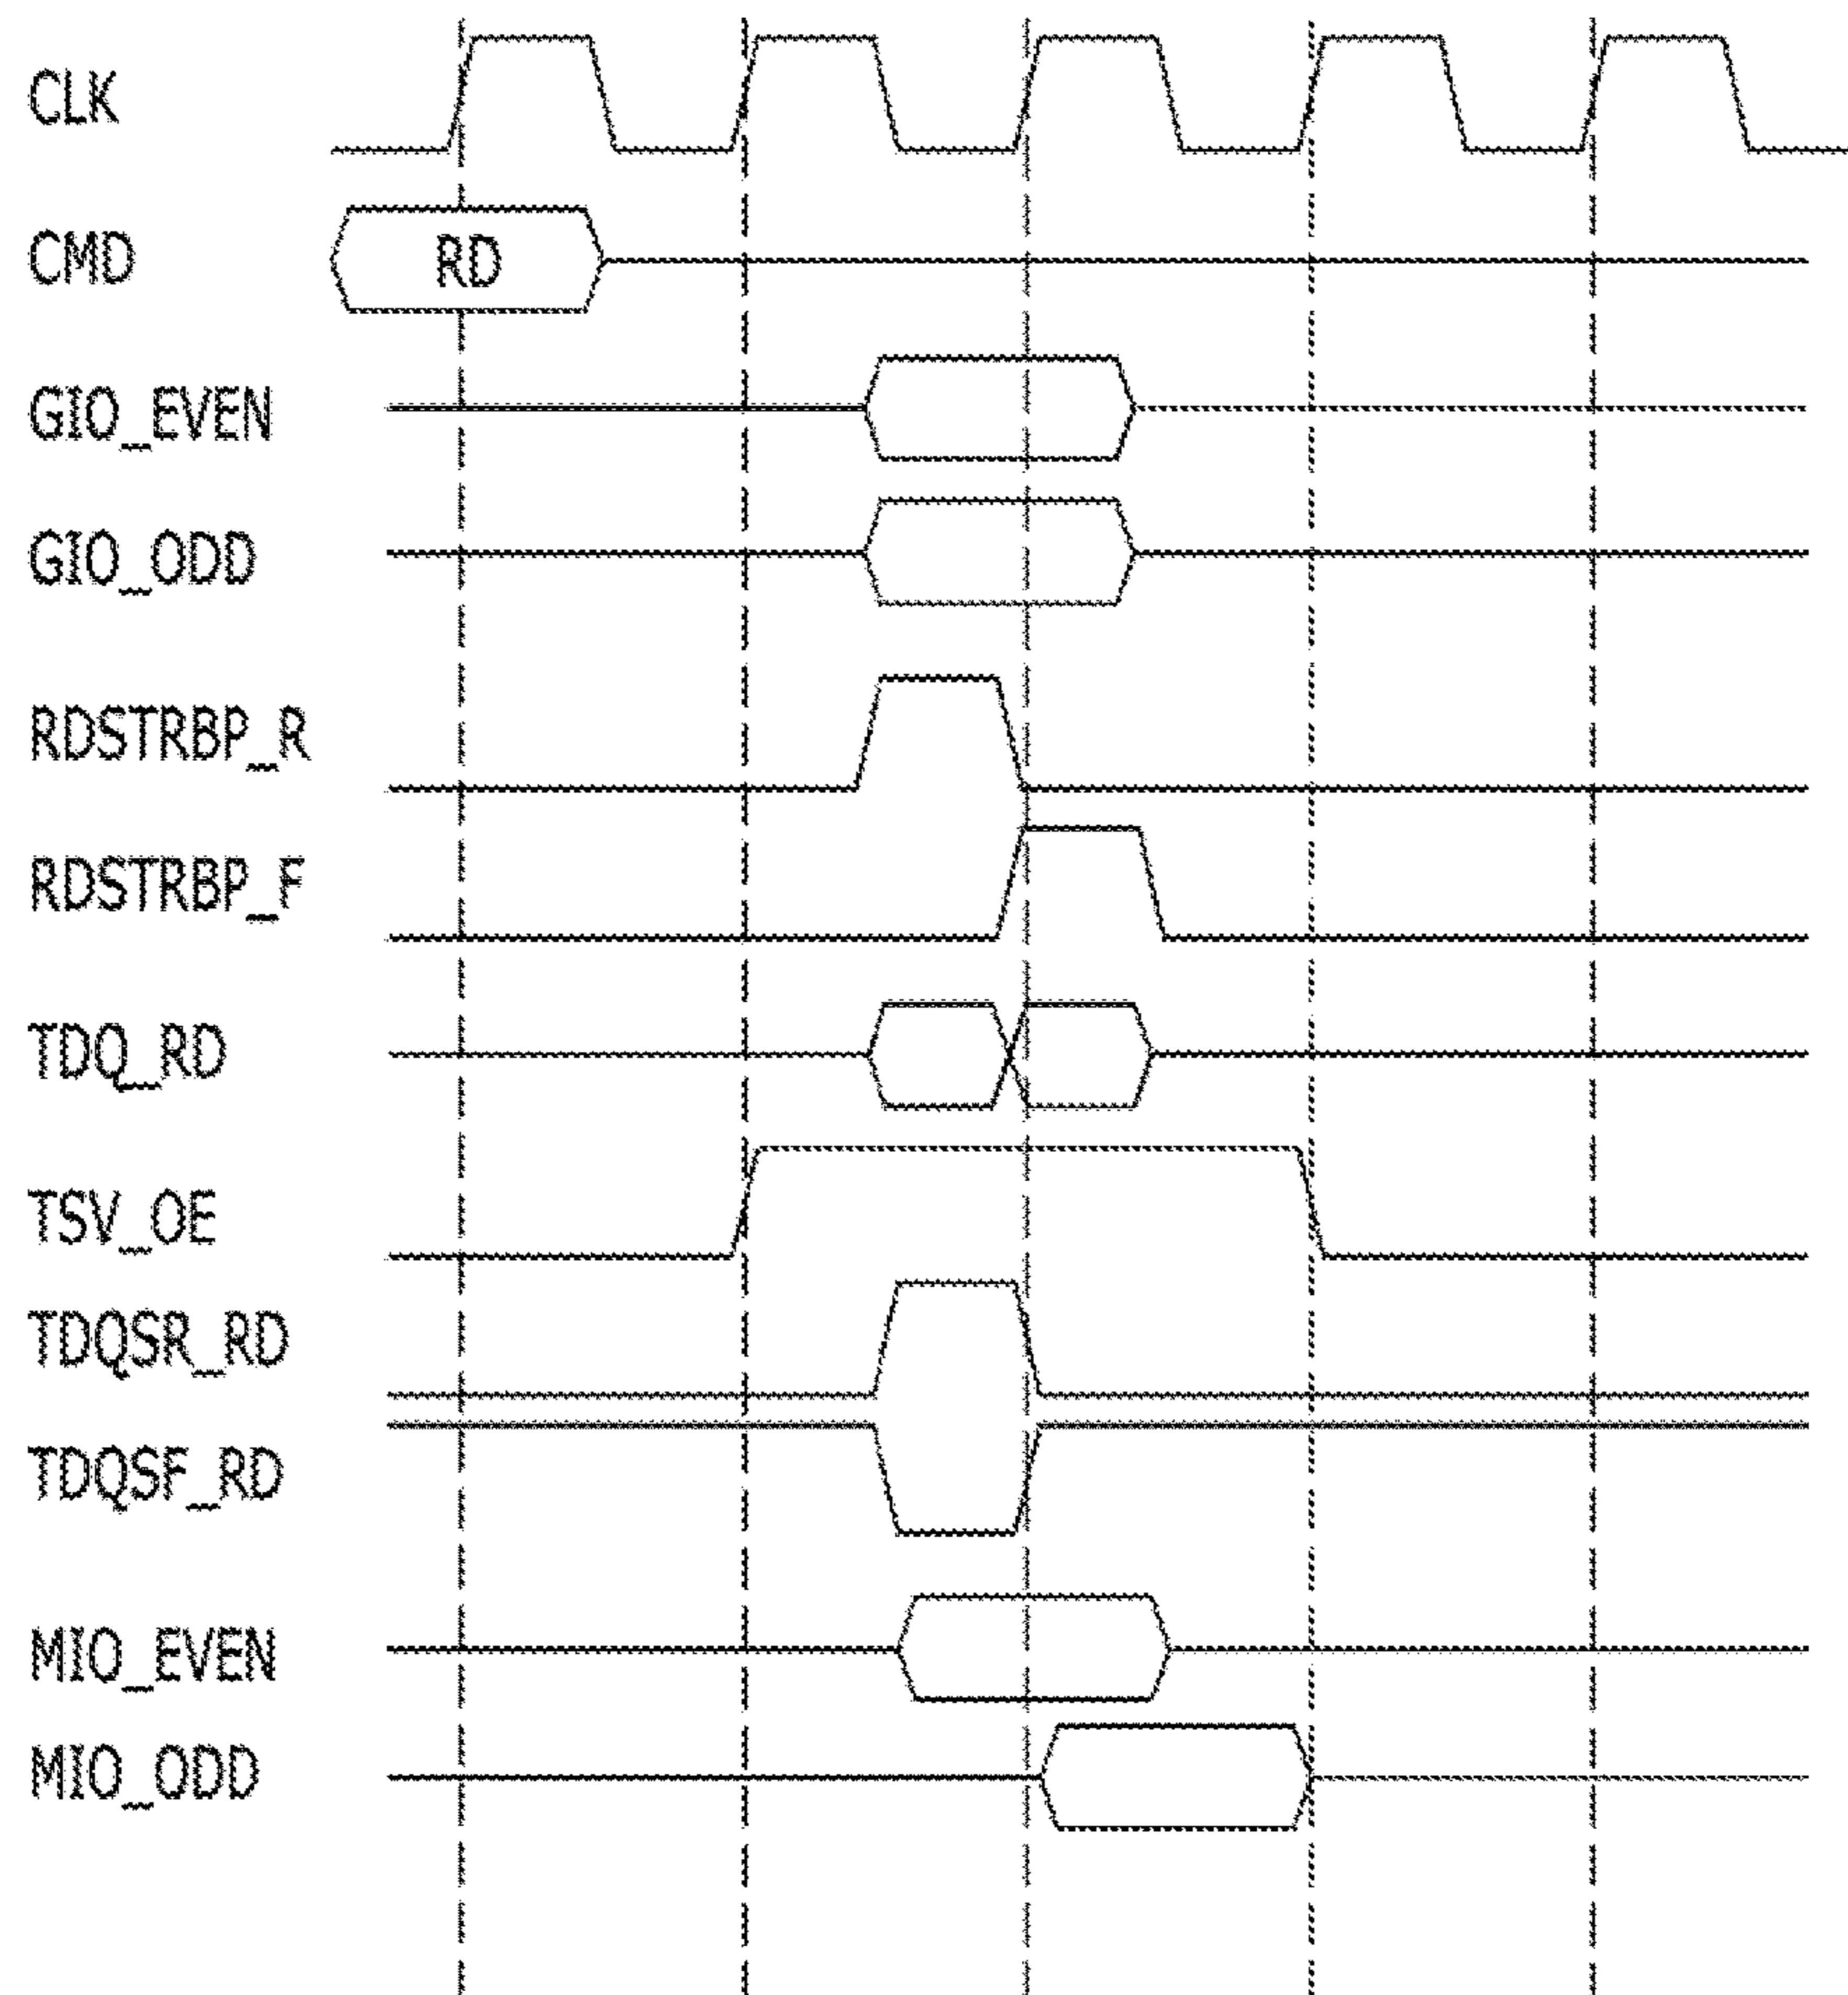 CLK
CMD RD
GIO_EVEN
GIO_ODD
RDSTRBP_R
RDSTRBP_F
TDQ_RD
TSV_OE
TDQSR_RD
TDQSF_RD
MIO_EVEN
MIO_ODD